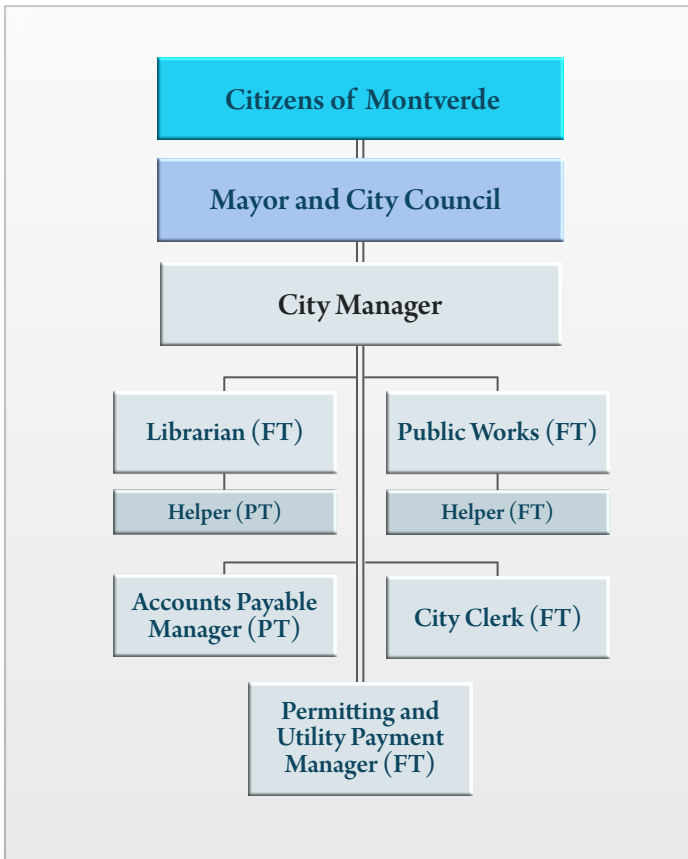 Citizens of Montverde
Mayor and City Council
City Manager
Librarian (FT)
Public Works (FT)
Helper (PT)
Helper (FT)
Accounts Payable
Manager (PT)
City Clerk (FT)
Permitting and
Utility Payment
Manager (FT)